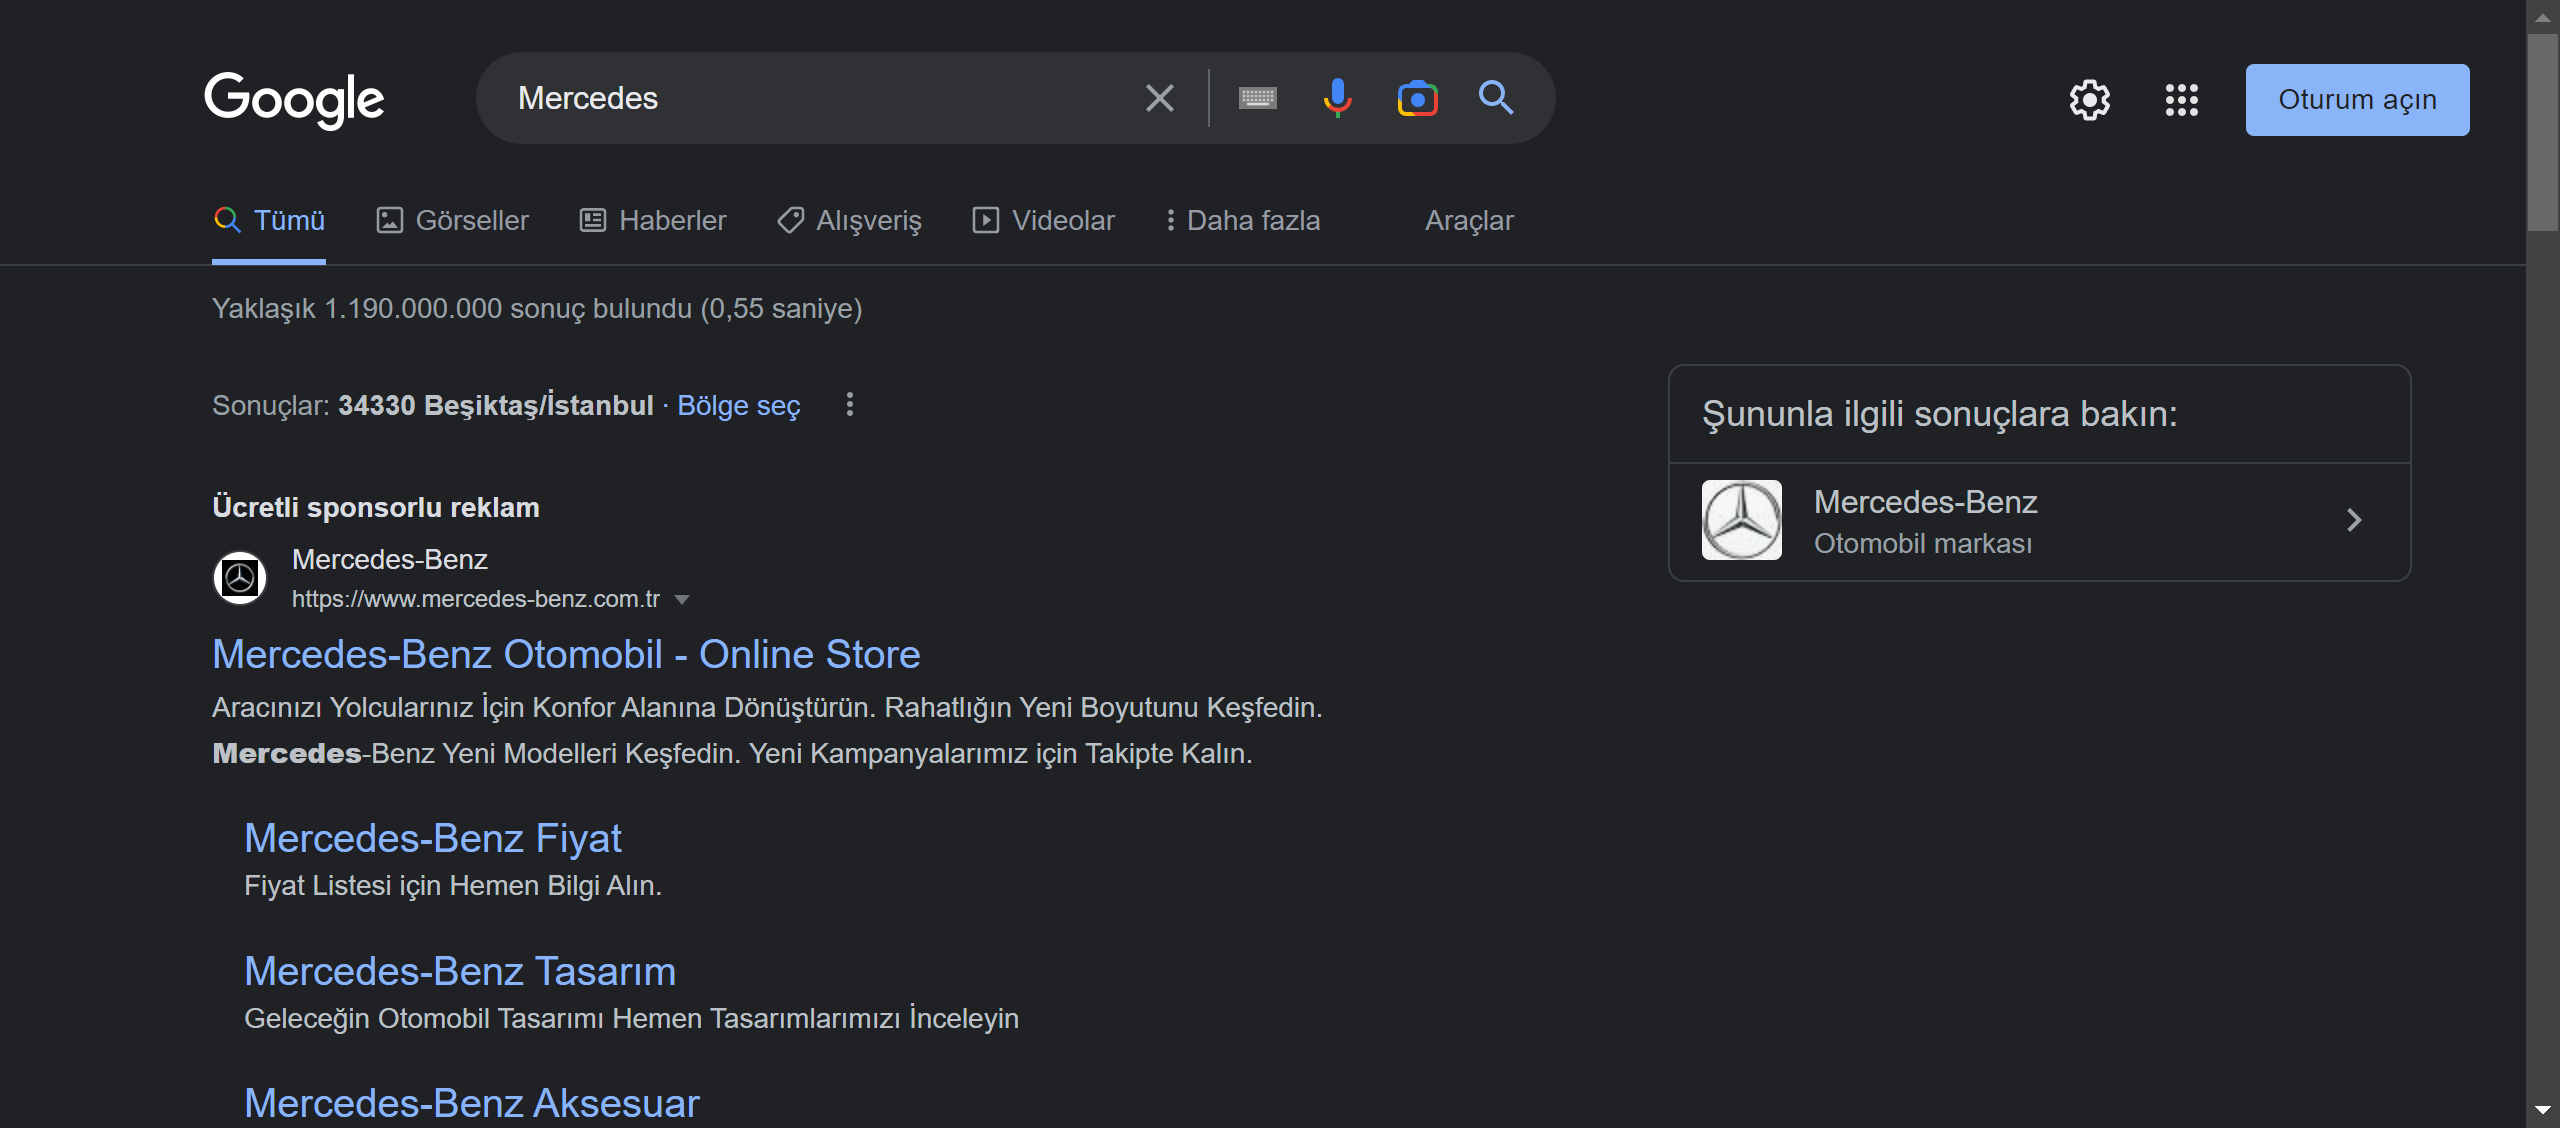 Google
Mercedes
Oturum açın
Tümü
Görseller
Haberler
Alışveriş
Videolar
Daha fazla
Araçlar
Yaklaşık 1.190.000.000 sonuç bulundu (0,55 saniye)
Sonuçlar: 34330 Beşiktaş/İstanbul · Bölge seç
Ücretli sponsorlu reklam
Mercedes-Benz
https://www.mercedes-benz.com.tr
Mercedes-Benz Otomobil - Online Store
Aracınızı Yolcularınız İçin Konfor Alanına Dönüştürün. Rahatlığın Yeni Boyutunu Keşfedin.
Mercedes-Benz Yeni Modelleri Keşfedin. Yeni Kampanyalarımız için Takipte Kalın.
Mercedes-Benz Fiyat
Fiyat Listesi için Hemen Bilgi Alın.
Mercedes-Benz Tasarım
Geleceğin Otomobil Tasarımı Hemen Tasarımlarımızı İnceleyin
Mercedes-Benz Aksesuar
Şununla ilgili sonuçlara bakın:
Mercedes-Benz
Otomobil markası